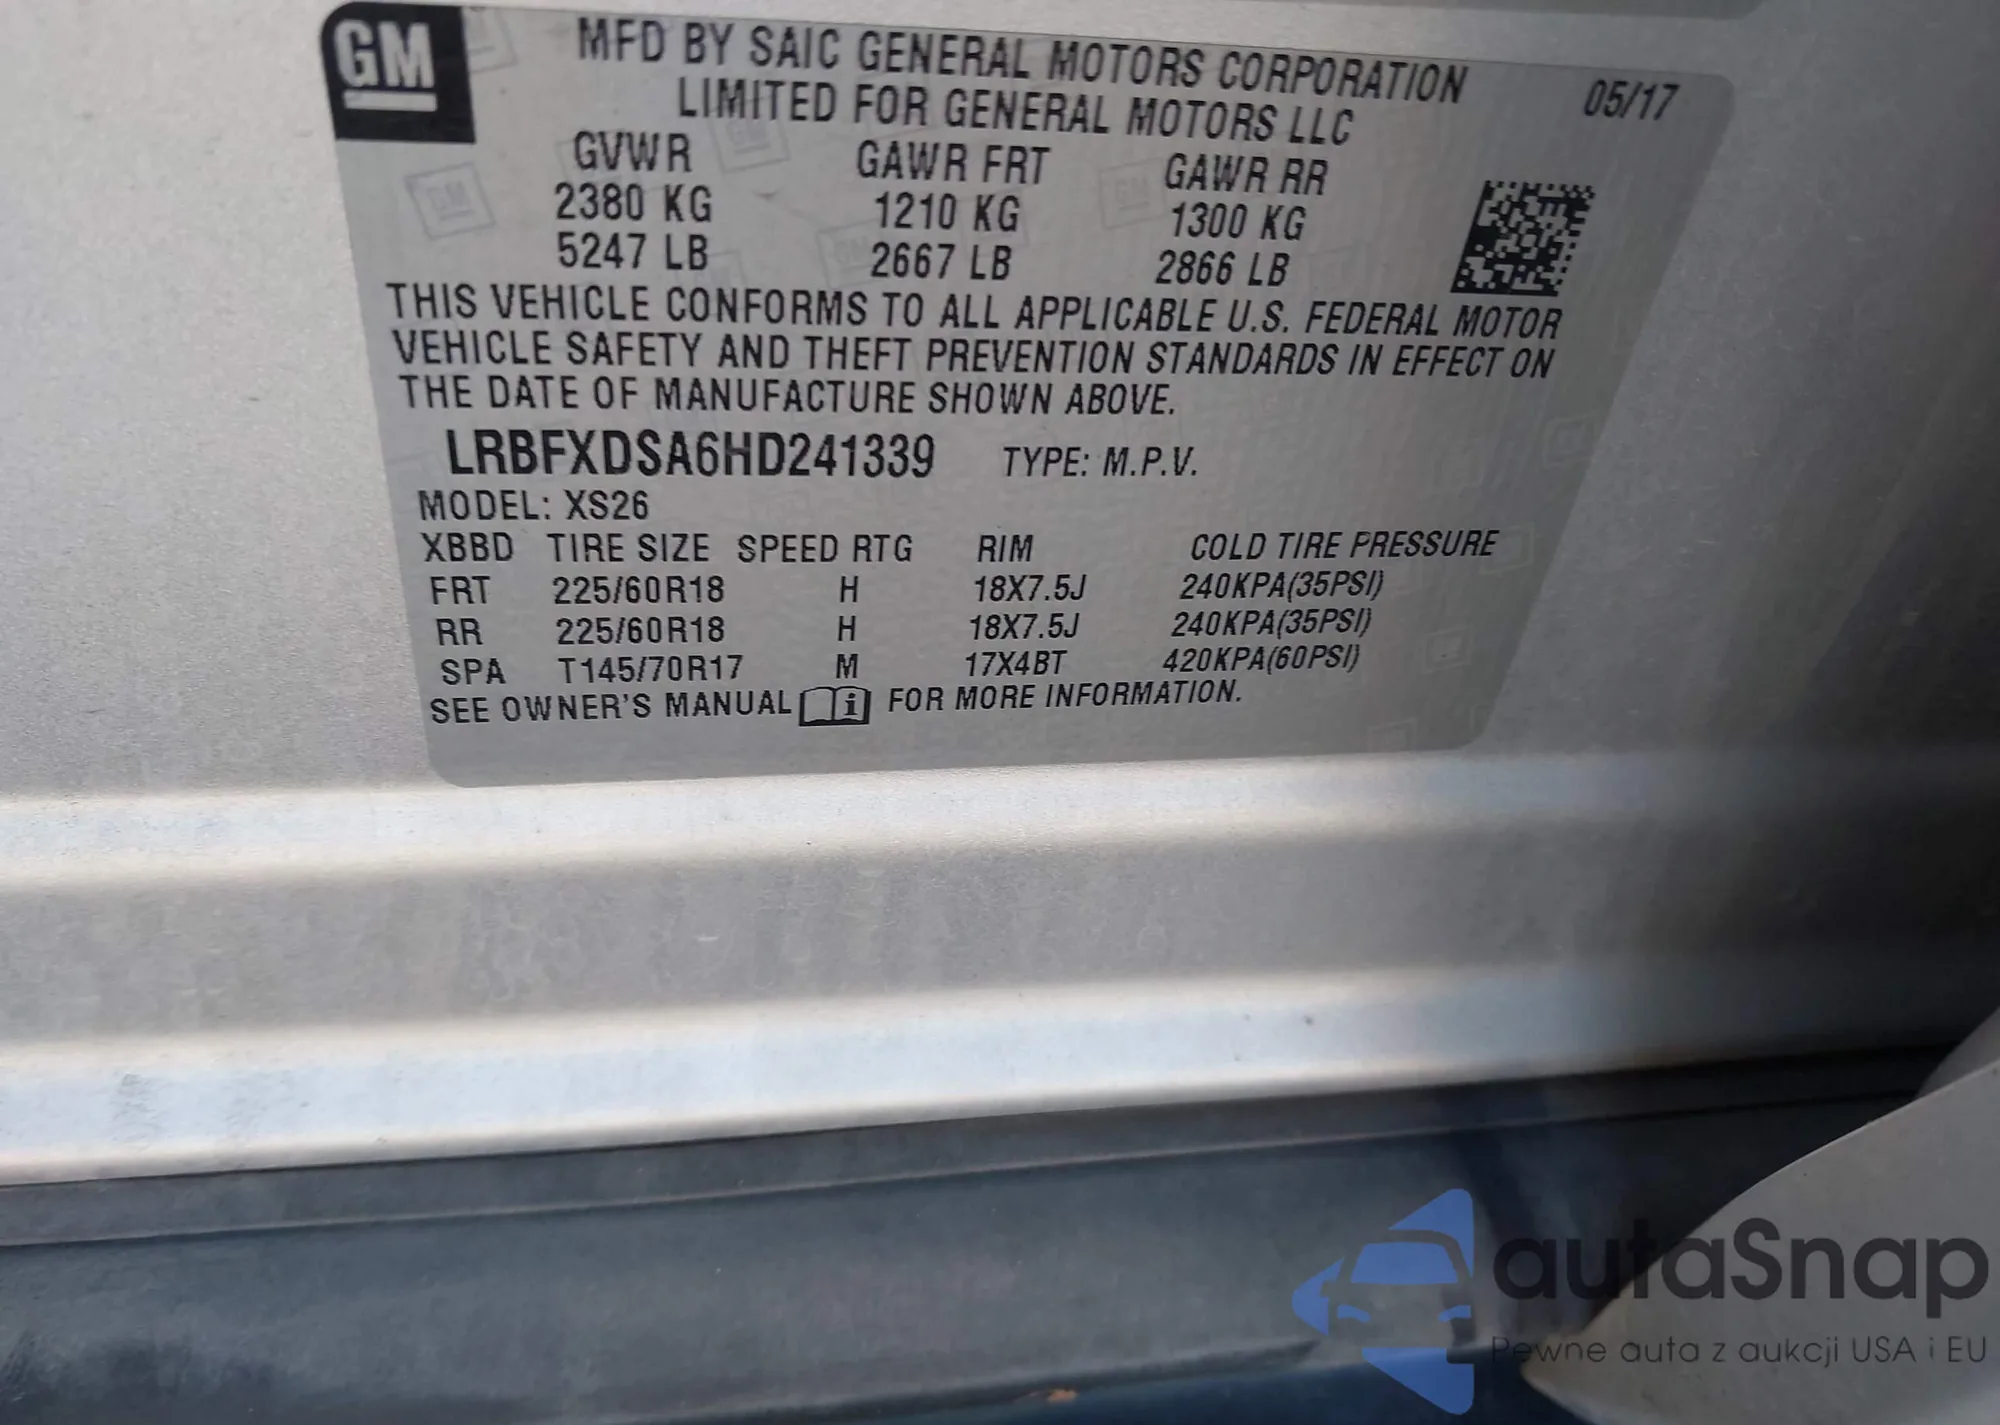 GM
MFD BY SAIC GENERAL MOTORS CORPORATION
LIMITED FOR GENERAL MOTORS LLC
05/17
GVWR GAWR FRT GAWR RR
2380 KG 1210 KG 1300 KG
5247 LB 2667 LB 2866 LB
THIS VEHICLE CONFORMS TO ALL APPLICABLE U.S. FEDERAL MOTOR
VEHICLE SAFETY AND THEFT PREVENTION STANDARDS IN EFFECT ON
THE DATE OF MANUFACTURE SHOWN ABOVE.
LRBFXDSA6HD241339 TYPE: M.P.V.
MODEL: XS26
XBBD TIRE SIZE SPEED RTG RIM COLD TIRE PRESSURE
FRT 225/60R18 H 18X7.5J 240KPA(35PSI)
RR 225/60R18 H 18X7.5J 240KPA(35PSI)
SPA T145/70R17 M 17X4BT 420KPA(60PSI)
SEE OWNER'S MANUAL i FOR MORE INFORMATION.
autaSnap
Pewne auta z aukcji USA i EU